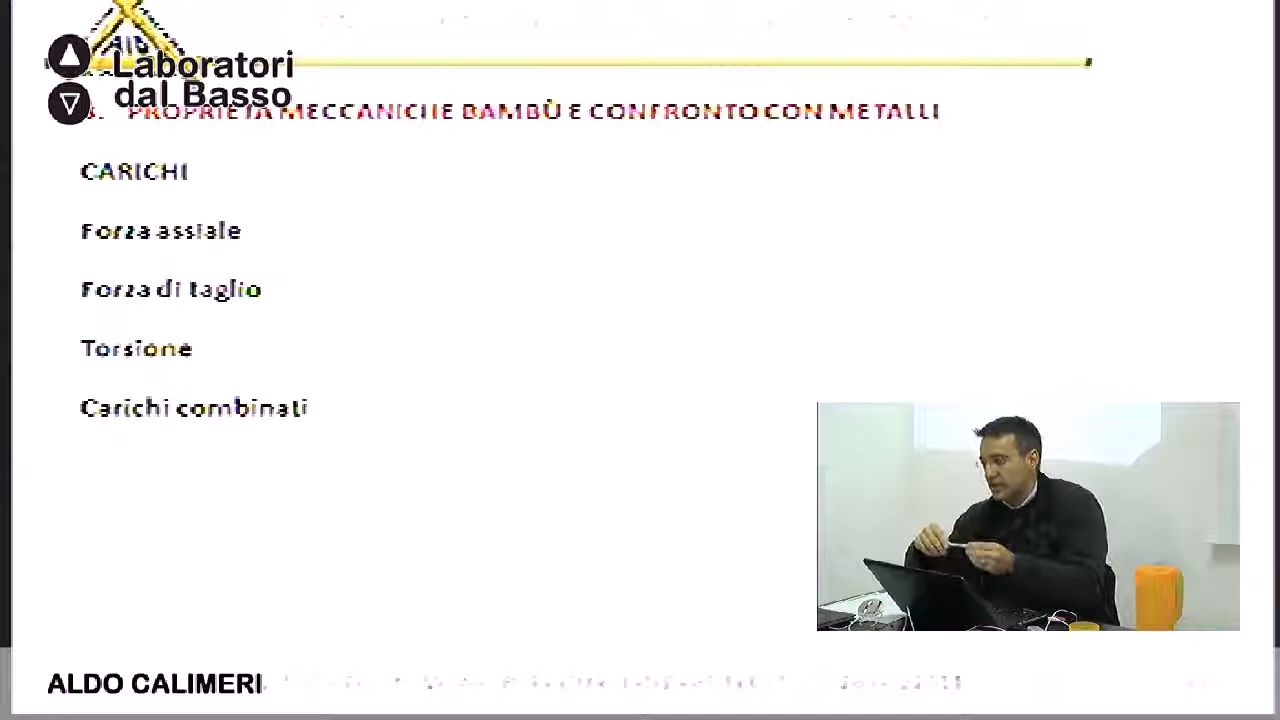 Laboratori
dal Basso
PROPRIETÀ MECCANICHE BAMBÙ E CONFRONTO CON METALLI
CARICHI
Forza assiale
Forza di taglio
Torsione
Carichi combinati
ALDO CALIMERI